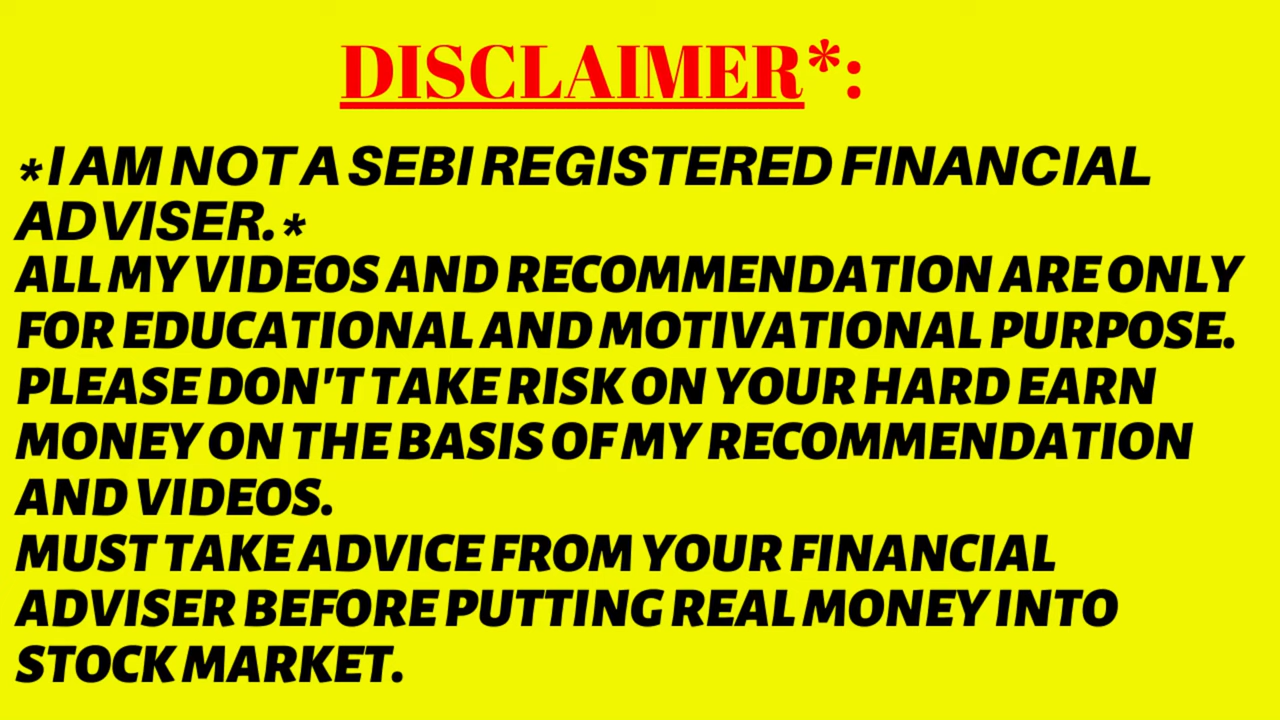 DISCLAIMER*:
*I AM NOT A SEBI REGISTERED FINANCIAL
ADVISER.*
ALL MY VIDEOS AND RECOMMENDATION ARE ONLY
FOR EDUCATIONAL AND MOTIVATIONAL PURPOSE.
PLEASE DON'T TAKE RISK ON YOUR HARD EARN
MONEY ON THE BASIS OF MY RECOMMENDATION
AND VIDEOS.
MUST TAKE ADVICE FROM YOUR FINANCIAL
ADVISER BEFORE PUTTING REAL MONEY INTO
STOCK MARKET.